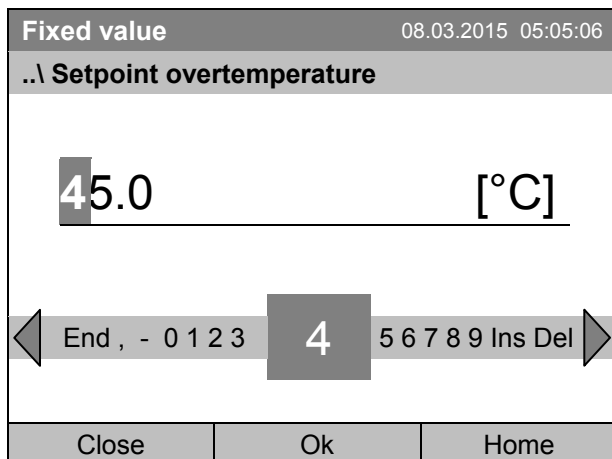 Fixed value 08.03.2015 05:05:06
..\ Setpoint overtemperature
45.0 [°C]
End , - 0 1 2 3 4 5 6 7 8 9 Ins Del
Close Ok Home